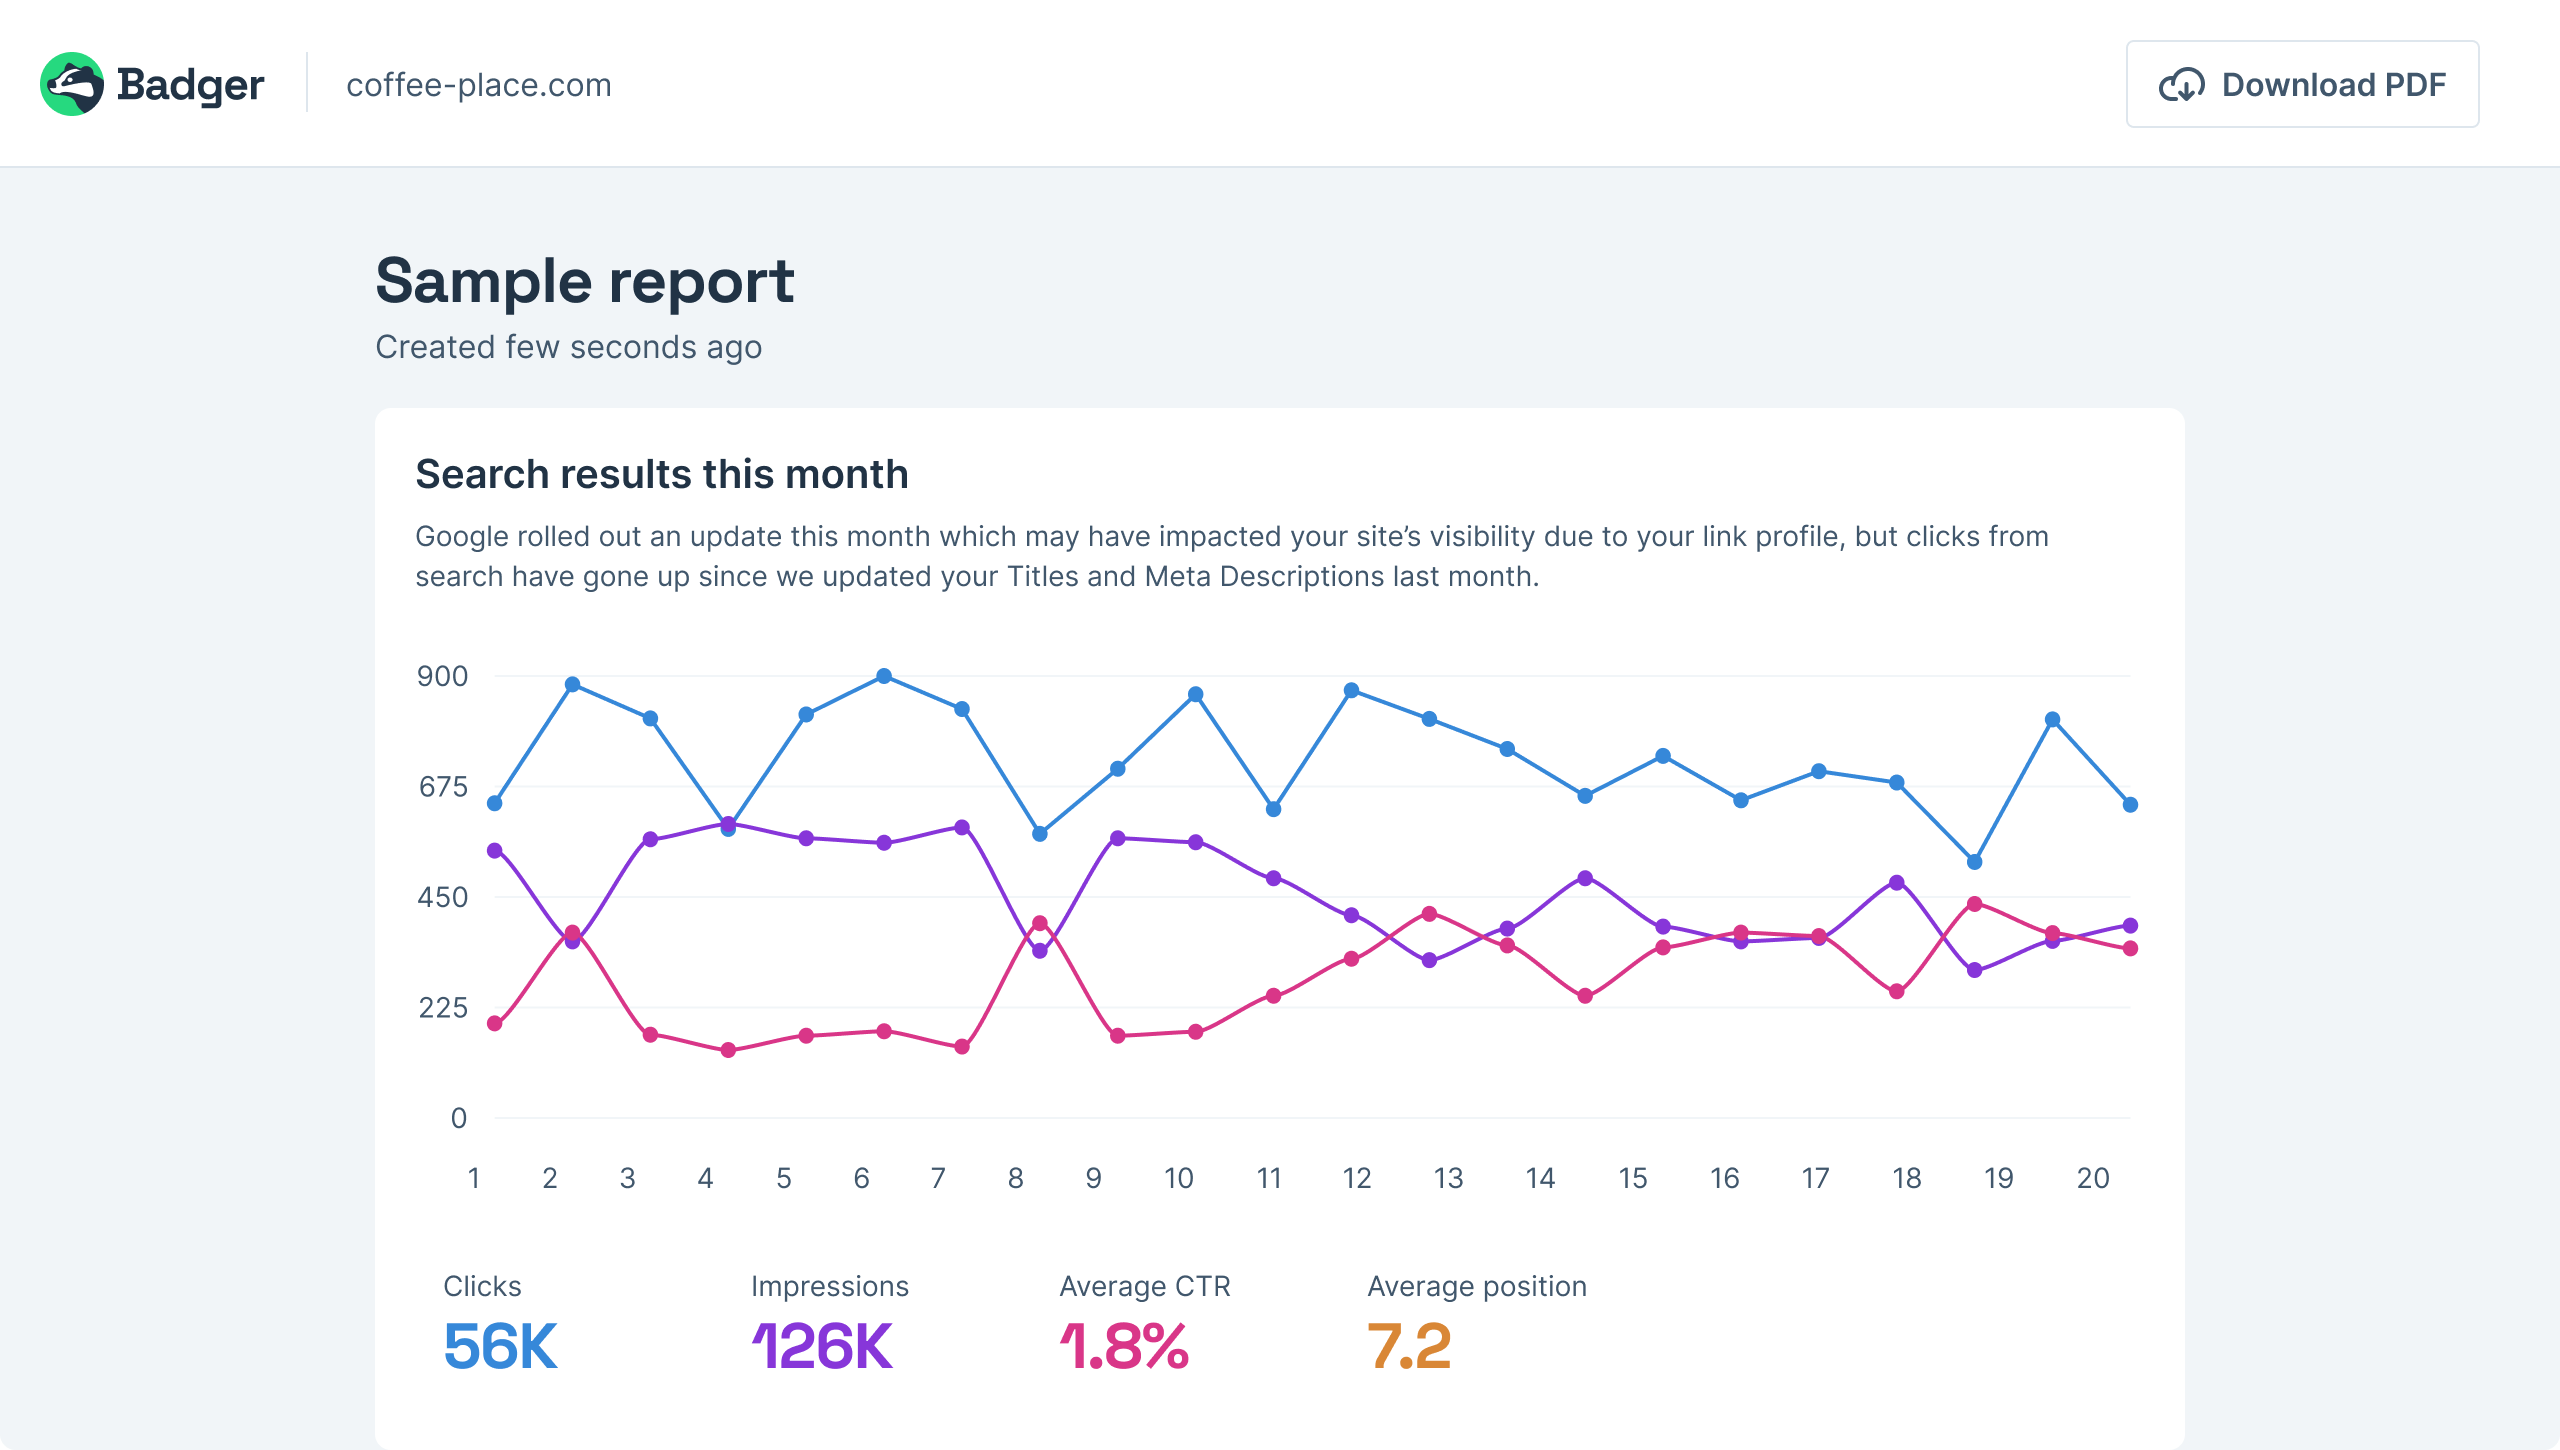 Badger
coffee-place.com
Download PDF
Sample report
Created few seconds ago
Search results this month
Google rolled out an update this month which may have impacted your site’s visibility due to your link profile, but clicks from
search have gone up since we updated your Titles and Meta Descriptions last month.
900
675
450
225
0
1 2 3 4 5 6 7 8 9 10 11 12 13 14 15 16 17 18 19 20
Clicks Impressions Average CTR Average position
56K 126K 1.8% 7.2